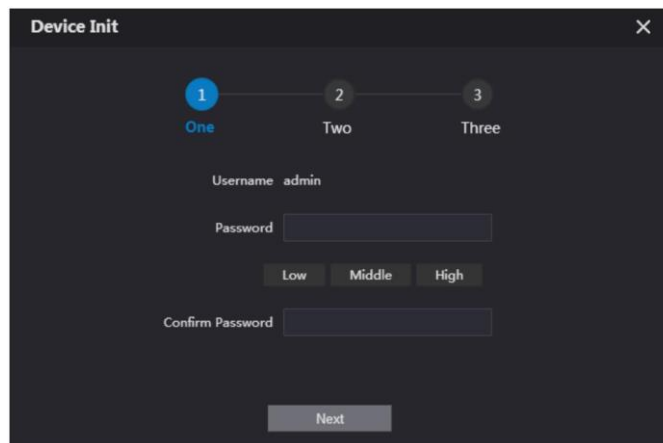 Device Init
1 2 3
One Two Three
Username admin
Password
Low Middle High
Confirm Password
Next